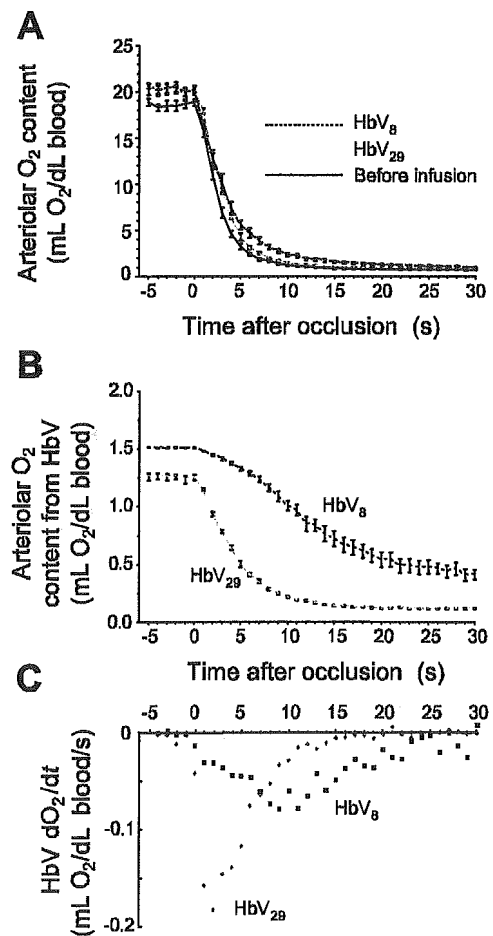 A
Arteriolar O2 content
(mL O2/dL blood)
25
20
15
10
5
0
HbV8
HbV29
Before infusion
-5 0 5 10 15 20 25 30
Time after occlusion (s)
B
Arteriolar O2
content from HbV
(mL O2/dL blood)
2.0
1.5
1.0
0.5
0.0
HbV8
HbV29
-5 0 5 10 15 20 25 30
Time after occlusion (s)
C
-5 0 5 10 15 20 25 30
HbV dO2/dt
(mL O2/dL blood/s)
0
-0.1
-0.2
HbV8
HbV29